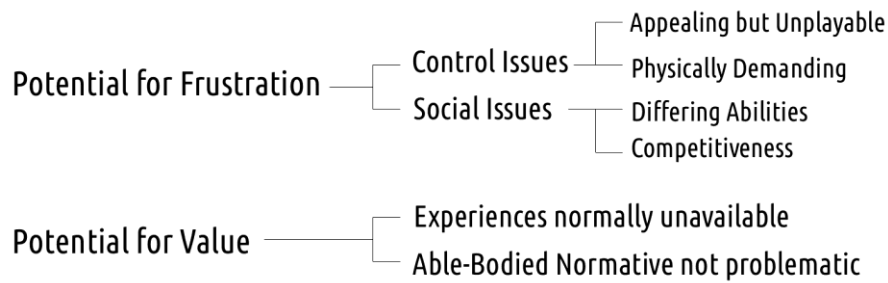 Potential for Frustration
Control Issues
Appealing but Unplayable
Physically Demanding
Social Issues
Differing Abilities
Competitiveness
Potential for Value
Experiences normally unavailable
Able-Bodied Normative not problematic